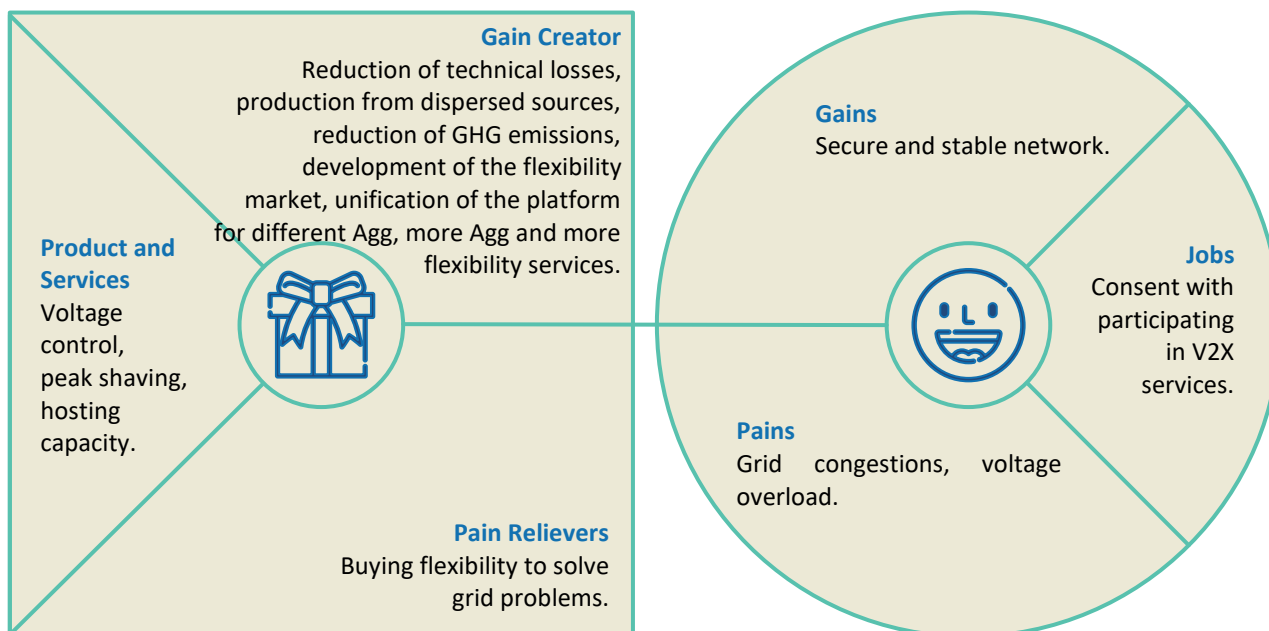 Gain Creator
Reduction of technical losses,
production from dispersed sources,
reduction of GHG emissions,
development of the flexibility
market, unification of the platform
for different Agg, more Agg and more
flexibility services.
Product and
Services
Voltage
control,
peak shaving,
hosting
capacity.
Pain Relievers
Buying flexibility to solve
grid problems.
Gains
Secure and stable network.
Jobs
Consent with
participating
in V2X
services.
Pains
Grid congestions, voltage
overload.